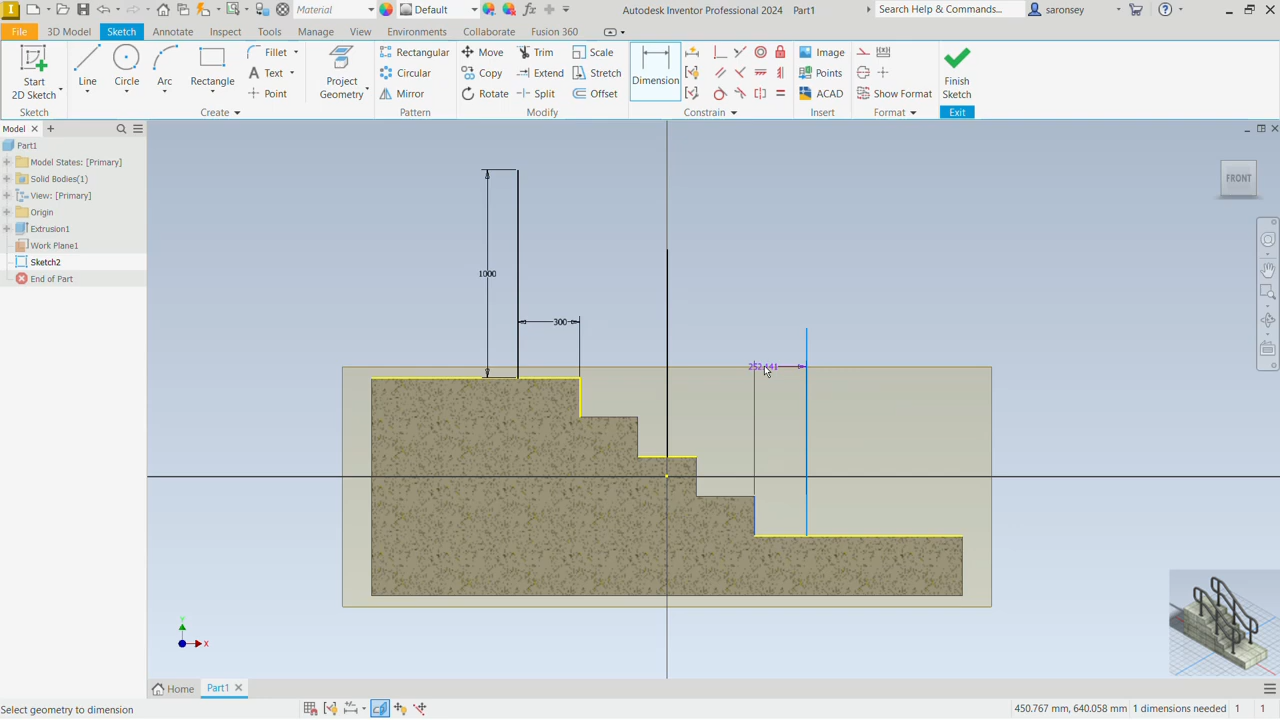 Material Default fx Autodesk Inventor Professional 2024 Part1 Search Help & Commands... saronsey
File 3D Model Sketch Annotate Inspect Tools Manage View Environments Collaborate Fusion 360
Start
2D Sketch
Line Circle Arc Rectangle
Fillet
Text
Point
Project
Geometry
Rectangular
Circular
Mirror
Move Trim Scale
Copy Extend Stretch
Rotate Split Offset
Dimension
Image
Points
ACAD
Show Format
Finish
Sketch
Sketch Create Pattern Modify Constrain Insert Format Exit
Model
Part1
Model States: [Primary]
Solid Bodies(1)
View: [Primary]
Origin
Extrusion1
Work Plane1
Sketch2
End of Part
FRONT
1000
300
Y
X
Home Part1
Select geometry to dimension 450.767 mm, 640.058 mm 1 dimensions needed 1 1